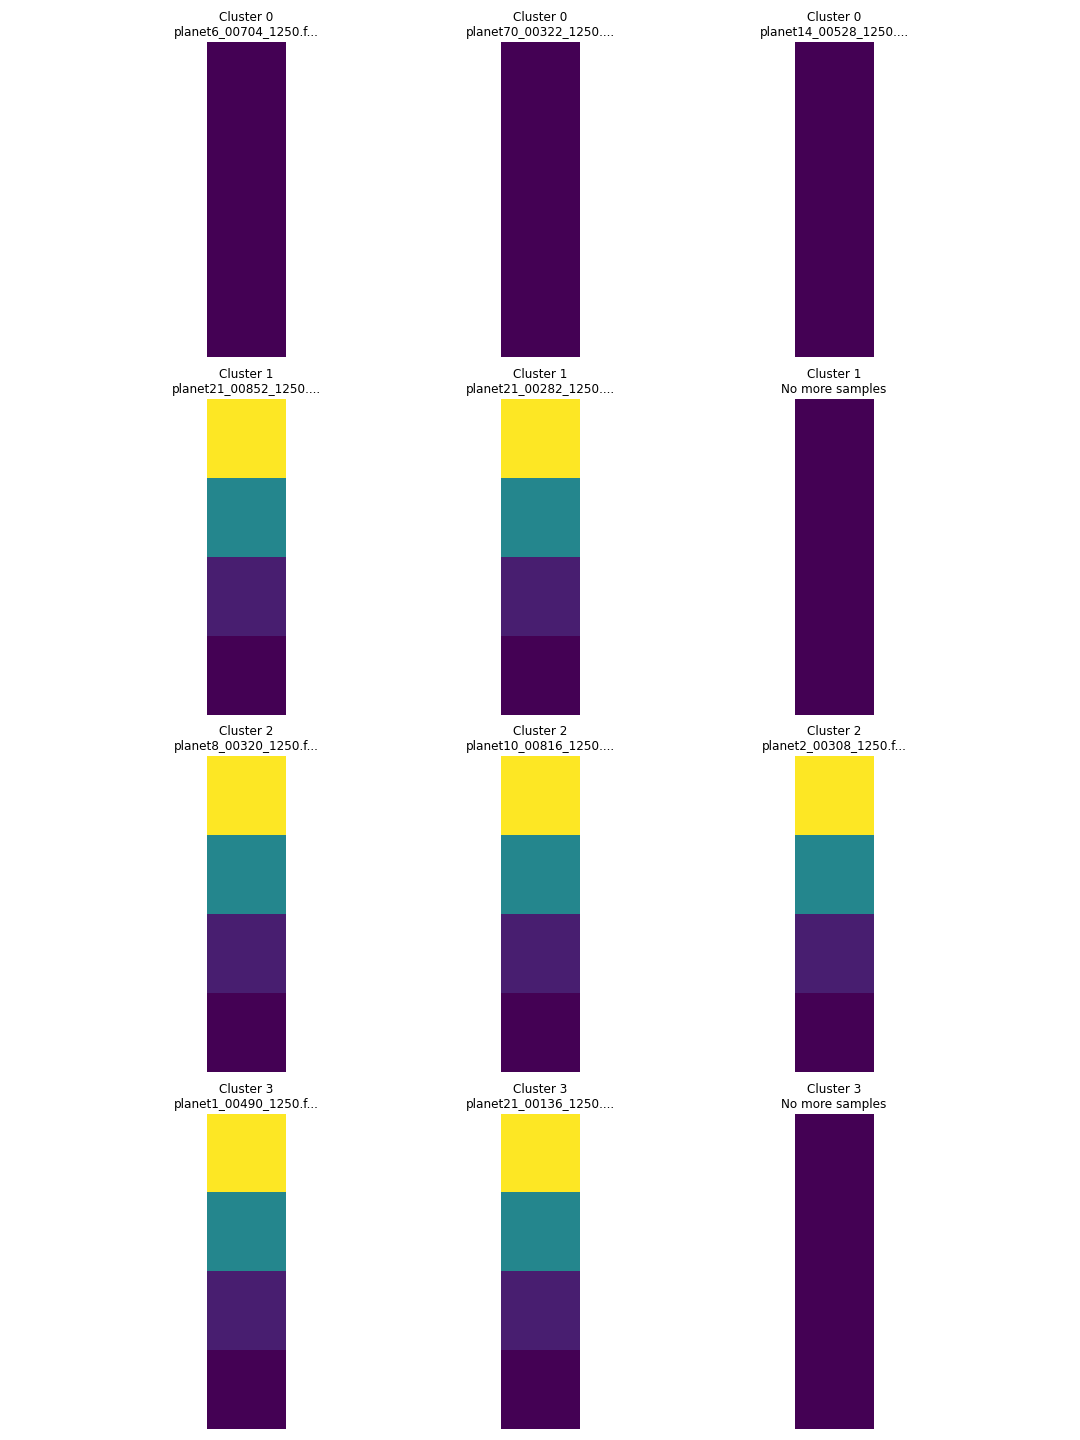 Cluster 0
planet6_00704_1250.f...
Cluster 0
planet70_00322_1250....
Cluster 0
planet14_00528_1250....
Cluster 1
planet21_00852_1250....
Cluster 1
planet21_00282_1250....
Cluster 1
No more samples
Cluster 2
planet8_00320_1250.f...
Cluster 2
planet10_00816_1250....
Cluster 2
planet2_00308_1250.f...
Cluster 3
planet1_00490_1250.f...
Cluster 3
planet21_00136_1250....
Cluster 3
No more samples